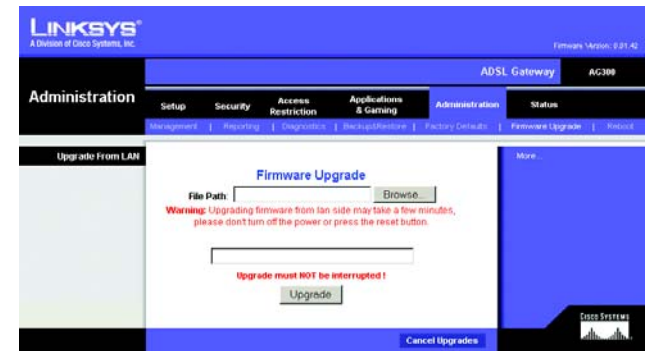 LINKSYS®
A Division of Cisco Systems, Inc.
Firmware Version: 0.01.42
ADSL Gateway AG300
Administration
Setup Security Access Restriction Applications & Gaming Administration Status
Management | Reporting | Diagnostics | Backup&Restore | Factory Defaults | Firmware Upgrade | Reboot
Upgrade From LAN
More...
Firmware Upgrade
File Path: Browse...
Warning: Upgrading firmware from lan side may take a few minutes,
please don't turn off the power or press the reset button.
Upgrade must NOT be interrupted !
Upgrade
Cancel Upgrades
CISCO SYSTEMS